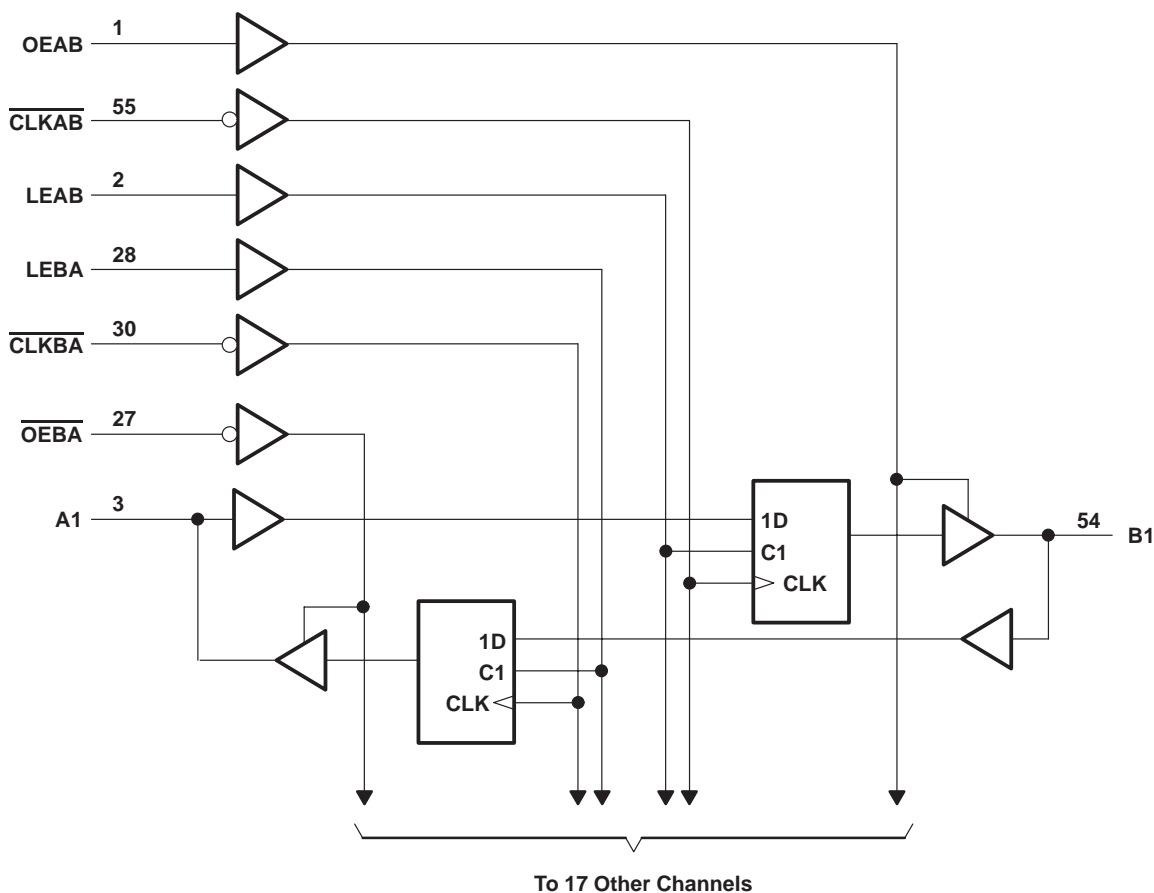 OEAB 1
CLKAB 55
LEAB 2
LEBA 28
CLKBA 30
OEBA 27
A1 3
1D
C1
CLK
54 B1
1D
C1
CLK
To 17 Other Channels